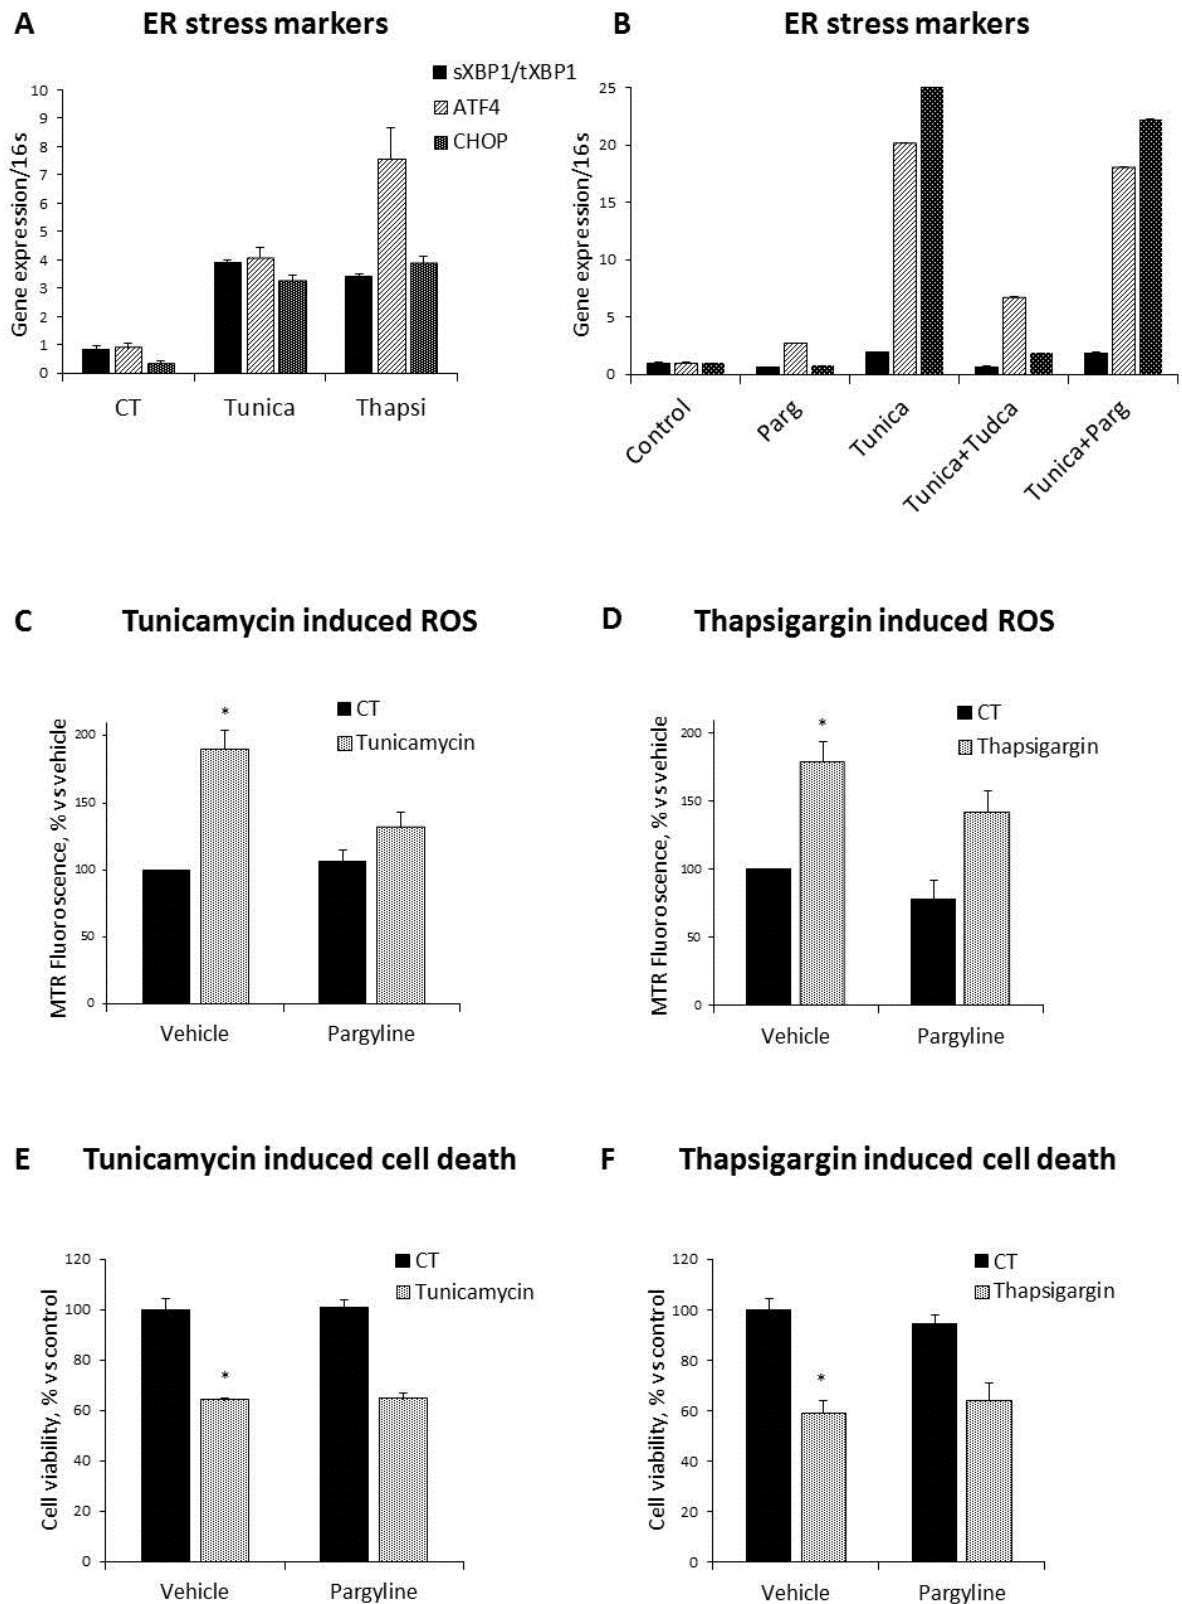 A ER stress markers
sXBP1/tXBP1
ATF4
CHOP
Gene expression/16s
10
9
8
7
6
5
4
3
2
1
0
CT Tunica Thapsi
B ER stress markers
Gene expression/16s
25
20
15
10
5
0
Control
Parg
Tunica
Tunica+Tudca
Tunica+Parg
C Tunicamycin induced ROS
CT
Tunicamycin
MTR Fluoroscence, % vs vehicle
200
150
100
50
0
*
Vehicle Pargyline
D Thapsigargin induced ROS
CT
Thapsigargin
MTR Fluoroscence, % vs vehicle
200
150
100
50
0
*
Vehicle Pargyline
E Tunicamycin induced cell death
CT
Tunicamycin
Cell viability, % vs control
120
100
80
60
40
20
0
*
Vehicle Pargyline
F Thapsigargin induced cell death
CT
Thapsigargin
Cell viability, % vs control
120
100
80
60
40
20
0
*
Vehicle Pargyline